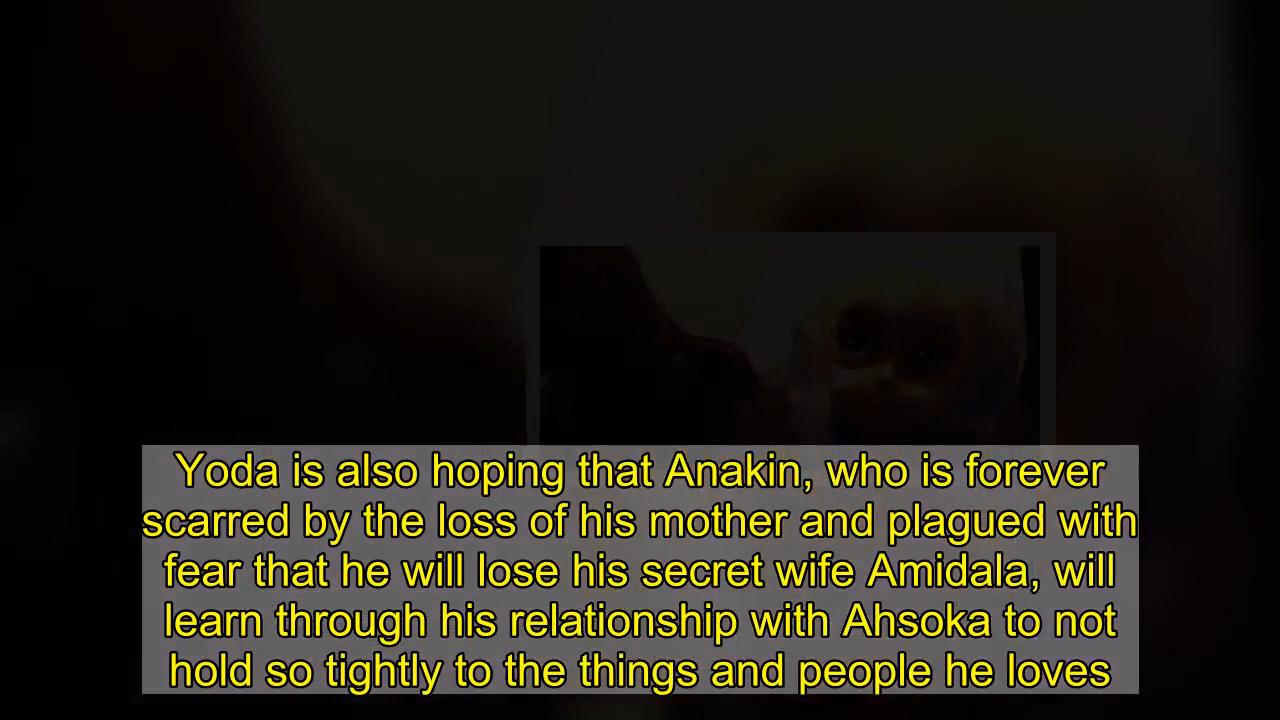 Yoda is also hoping that Anakin, who is forever
scarred by the loss of his mother and plagued with
fear that he will lose his secret wife Amidala, will
learn through his relationship with Ahsoka to not
hold so tightly to the things and people he loves